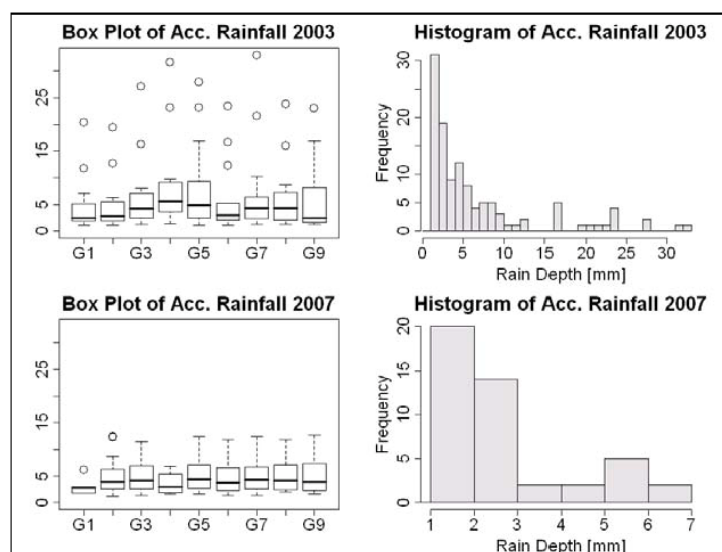 Box Plot of Acc. Rainfall 2003
25
15
5
0
G1 G3 G5 G7 G9
Histogram of Acc. Rainfall 2003
Frequency
30
20
10
5
0
0 5 10 15 20 25 30
Rain Depth [mm]
Box Plot of Acc. Rainfall 2007
25
15
5
0
G1 G3 G5 G7 G9
Histogram of Acc. Rainfall 2007
Frequency
20
15
10
5
0
1 2 3 4 5 6 7
Rain Depth [mm]